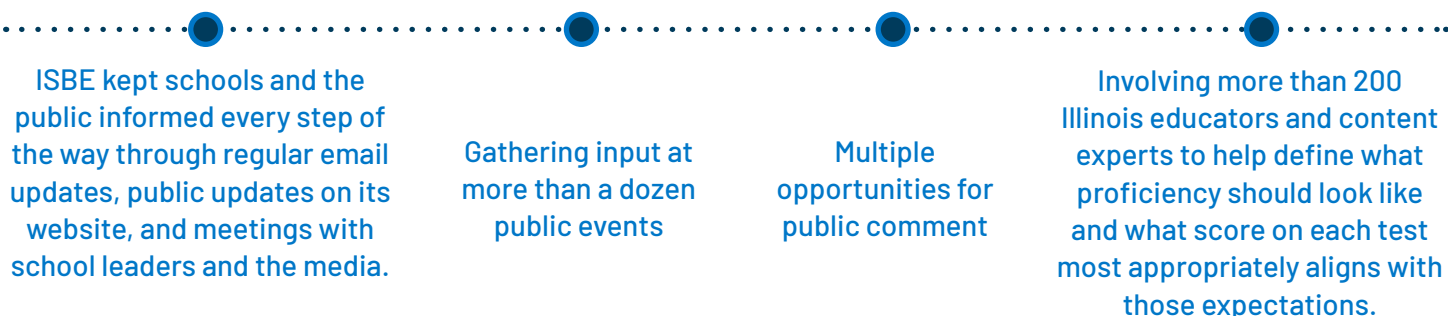 ISBE kept schools and the
public informed every step of
the way through regular email
updates, public updates on its
website, and meetings with
school leaders and the media.
Gathering input at
more than a dozen
public events
Multiple
opportunities for
public comment
Involving more than 200
Illinois educators and content
experts to help define what
proficiency should look like
and what score on each test
most appropriately aligns with
those expectations.